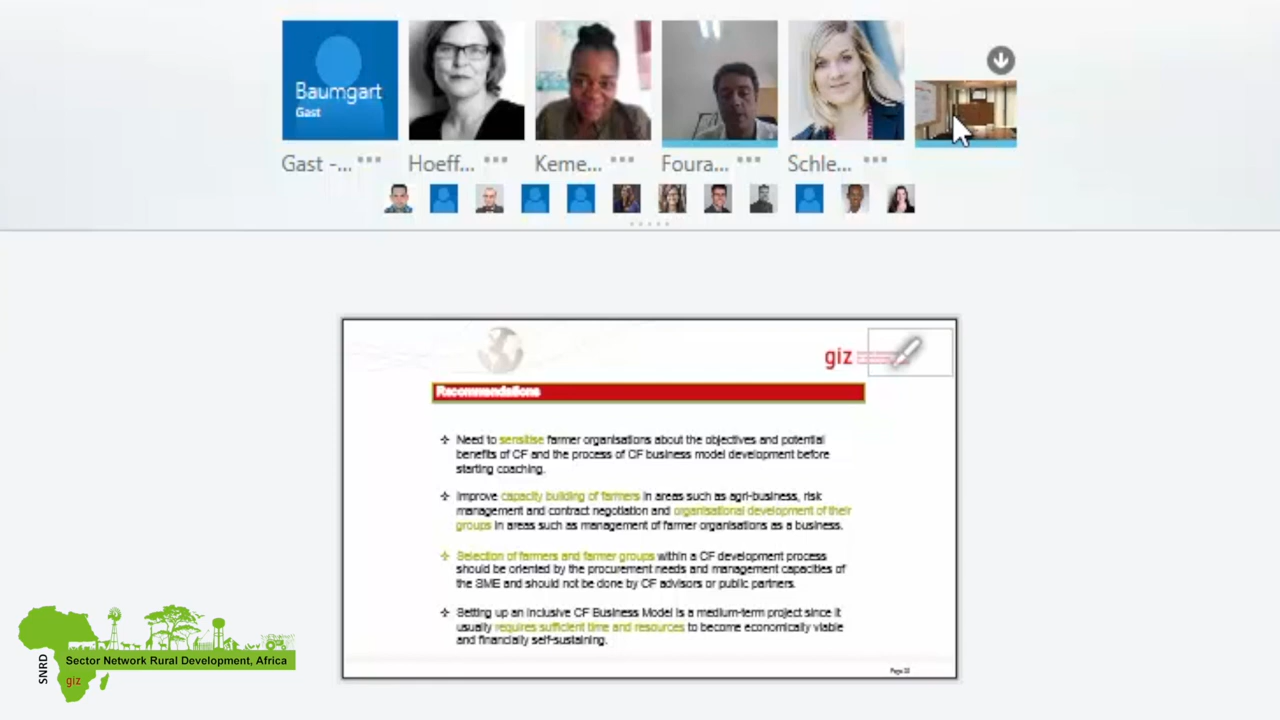 Baumgart
Gast
Gast -...
Hoeff...
Keme...
Foura...
Schle...
giz
Recommendations
Need to sensitise farmer organisations about the objectives and potential
benefits of CF and the process of CF business model development before
starting coaching.
Improve capacity building of farmers in areas such as agri-business, risk
management and contract negotiation and organisational development of their
groups in areas such as management of farmer organisations as a business.
Selection of farmers and farmer groups within a CF development process
should be oriented by the procurement needs and management capacities of
the SME and should not be done by CF advisors or public partners.
Setting up an inclusive CF Business Model is a medium-term project since it
usually requires sufficient time and resources to become economically viable
and financially self-sustaining.
Page
SNRD
Sector Network Rural Development, Africa
giz